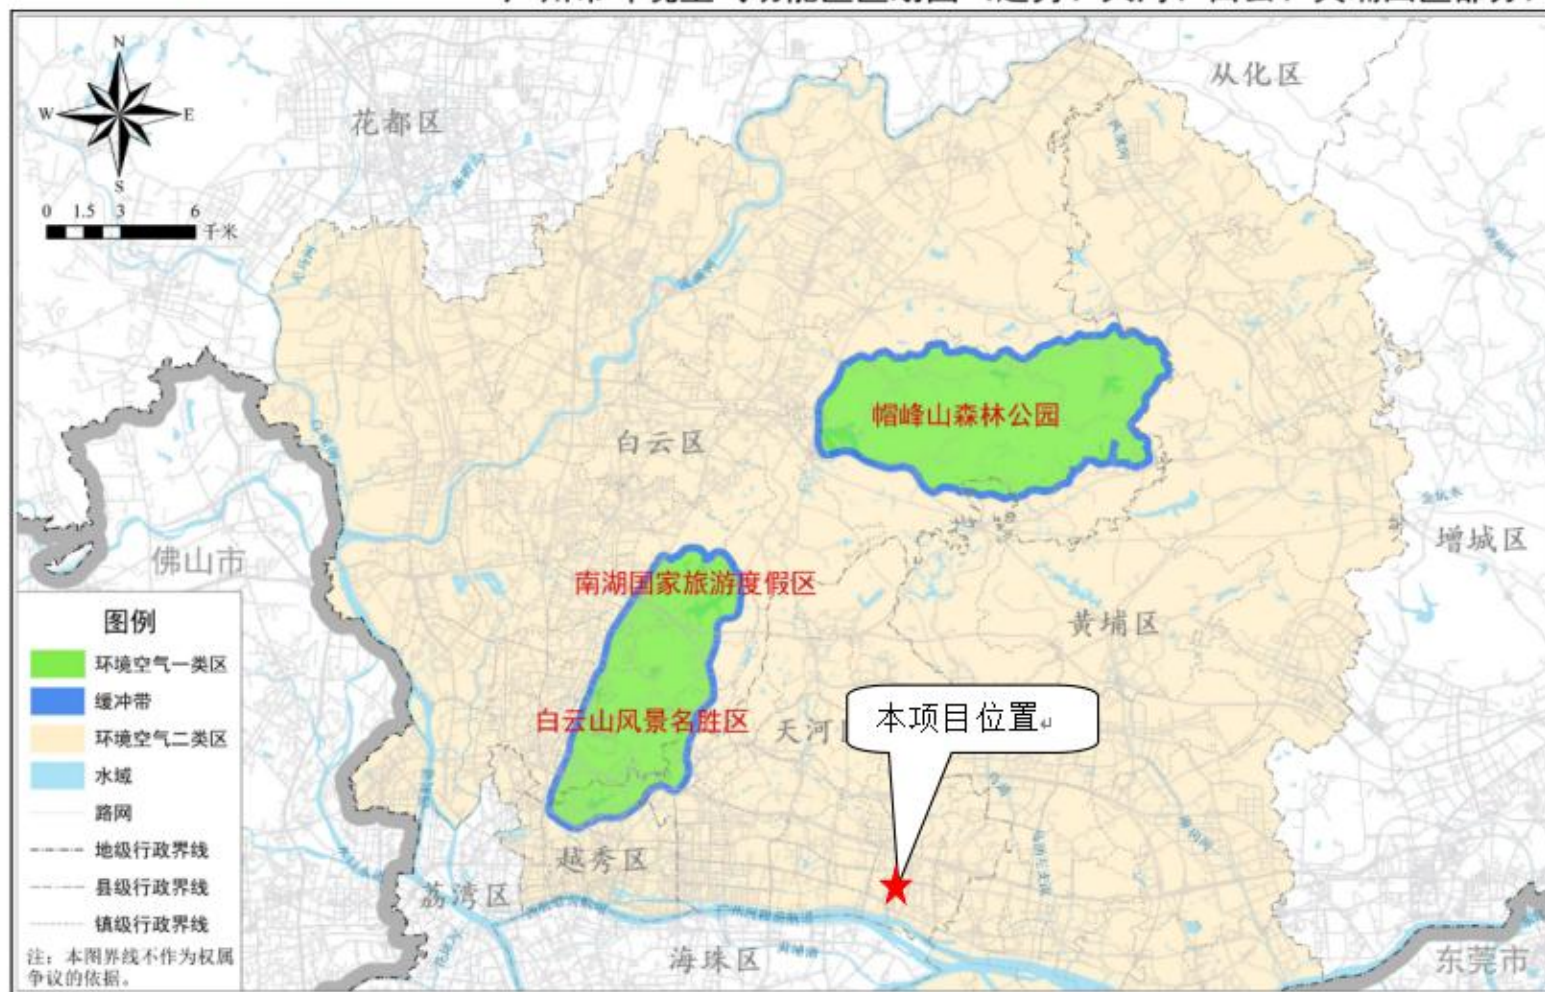 N
W
E
S
0 1.5 3 6
千米
从化区
花都区
帽峰山森林公园
白云区
佛山市
增城区
南湖国家旅游度假区
黄埔区
图例
环境空气一类区
缓冲带
环境空气二类区
水域
路网
地级行政界线
县级行政界线
镇级行政界线
注：本图界线不作为权属
争议的依据。
白云山风景名胜区
天河
本项目位置
越秀区
荔湾区
海珠区
东莞市